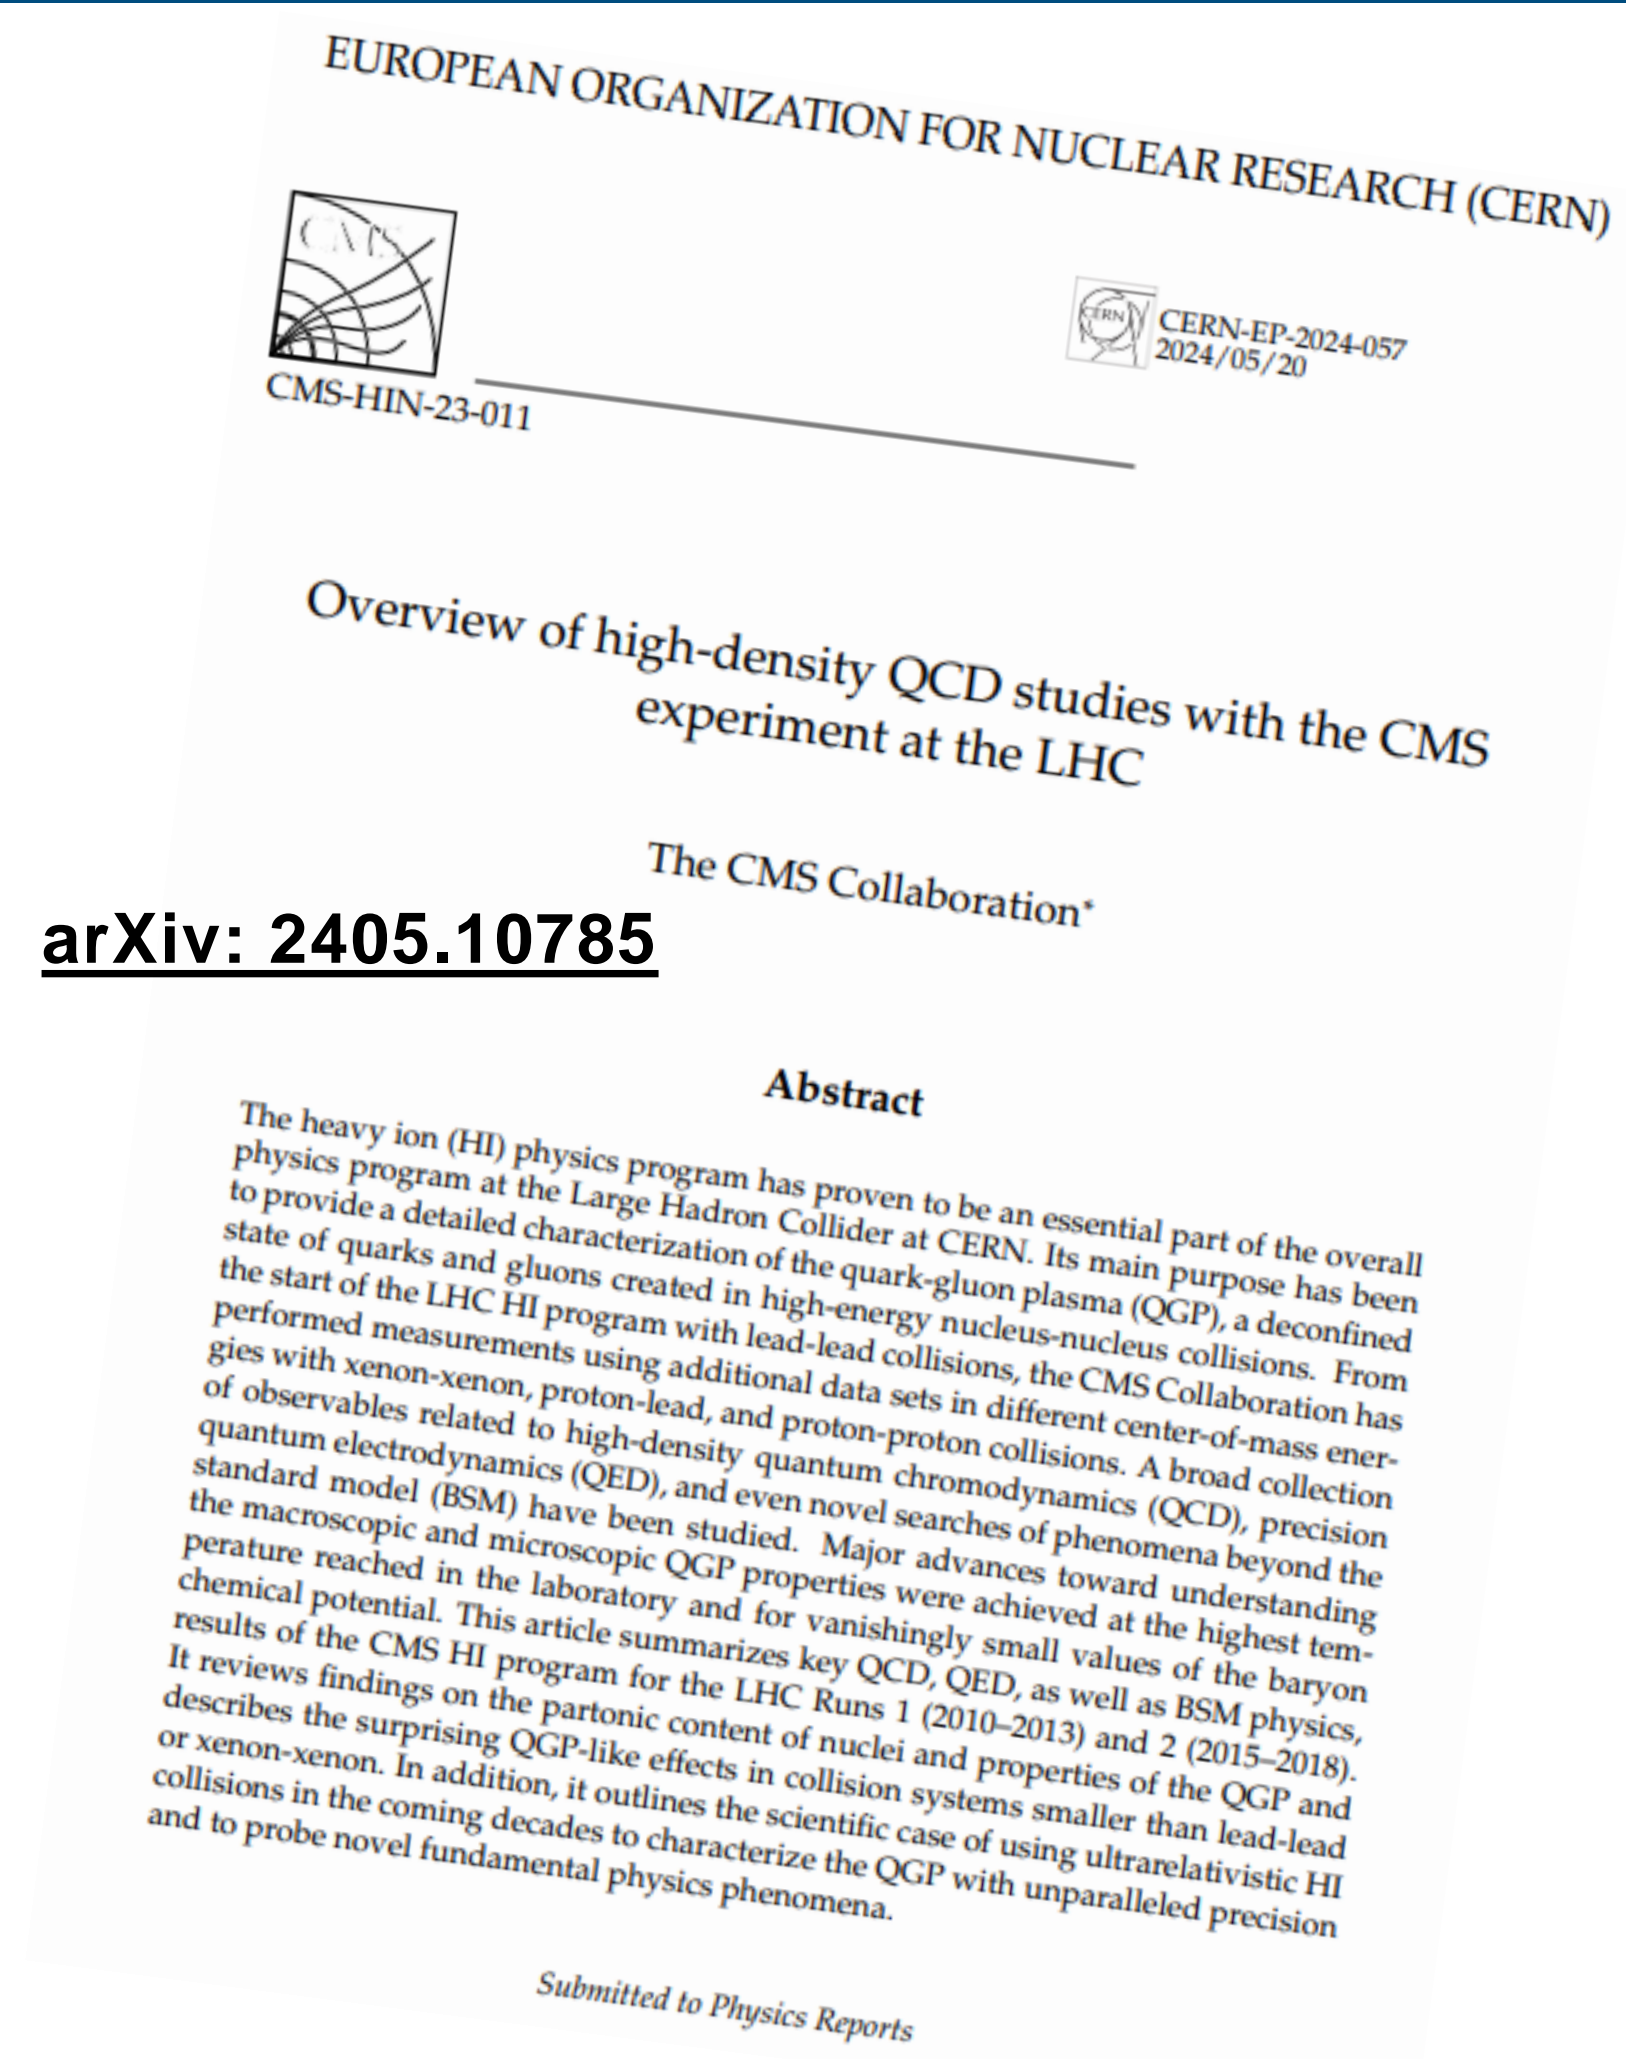 EUROPEAN ORGANIZATION FOR NUCLEAR RESEARCH (CERN)
CMS
CERN
CERN-EP-2024-057
2024/05/20
CMS-HIN-23-011
Overview of high-density QCD studies with the CMS
experiment at the LHC
The CMS Collaboration*
arXiv: 2405.10785
Abstract
The heavy ion (HI) physics program has proven to be an essential part of the overall
physics program at the Large Hadron Collider at CERN. Its main purpose has been
to provide a detailed characterization of the quark-gluon plasma (QGP), a deconfined
state of quarks and gluons created in high-energy nucleus-nucleus collisions. From
the start of the LHC HI program with lead-lead collisions, the CMS Collaboration has
performed measurements using additional data sets in different center-of-mass ener-
gies with xenon-xenon, proton-lead, and proton-proton collisions. A broad collection
of observables related to high-density quantum chromodynamics (QCD), precision
quantum electrodynamics (QED), and even novel searches of phenomena beyond the
standard model (BSM) have been studied. Major advances toward understanding
the macroscopic and microscopic QGP properties were achieved at the highest tem-
perature reached in the laboratory and for vanishingly small values of the baryon
chemical potential. This article summarizes key QCD, QED, as well as BSM physics,
results of the CMS HI program for the LHC Runs 1 (2010–2013) and 2 (2015–2018).
It reviews findings on the partonic content of nuclei and properties of the QGP and
describes the surprising QGP-like effects in collision systems smaller than lead-lead
or xenon-xenon. In addition, it outlines the scientific case of using ultrarelativistic HI
collisions in the coming decades to characterize the QGP with unparalleled precision
and to probe novel fundamental physics phenomena.
Submitted to Physics Reports